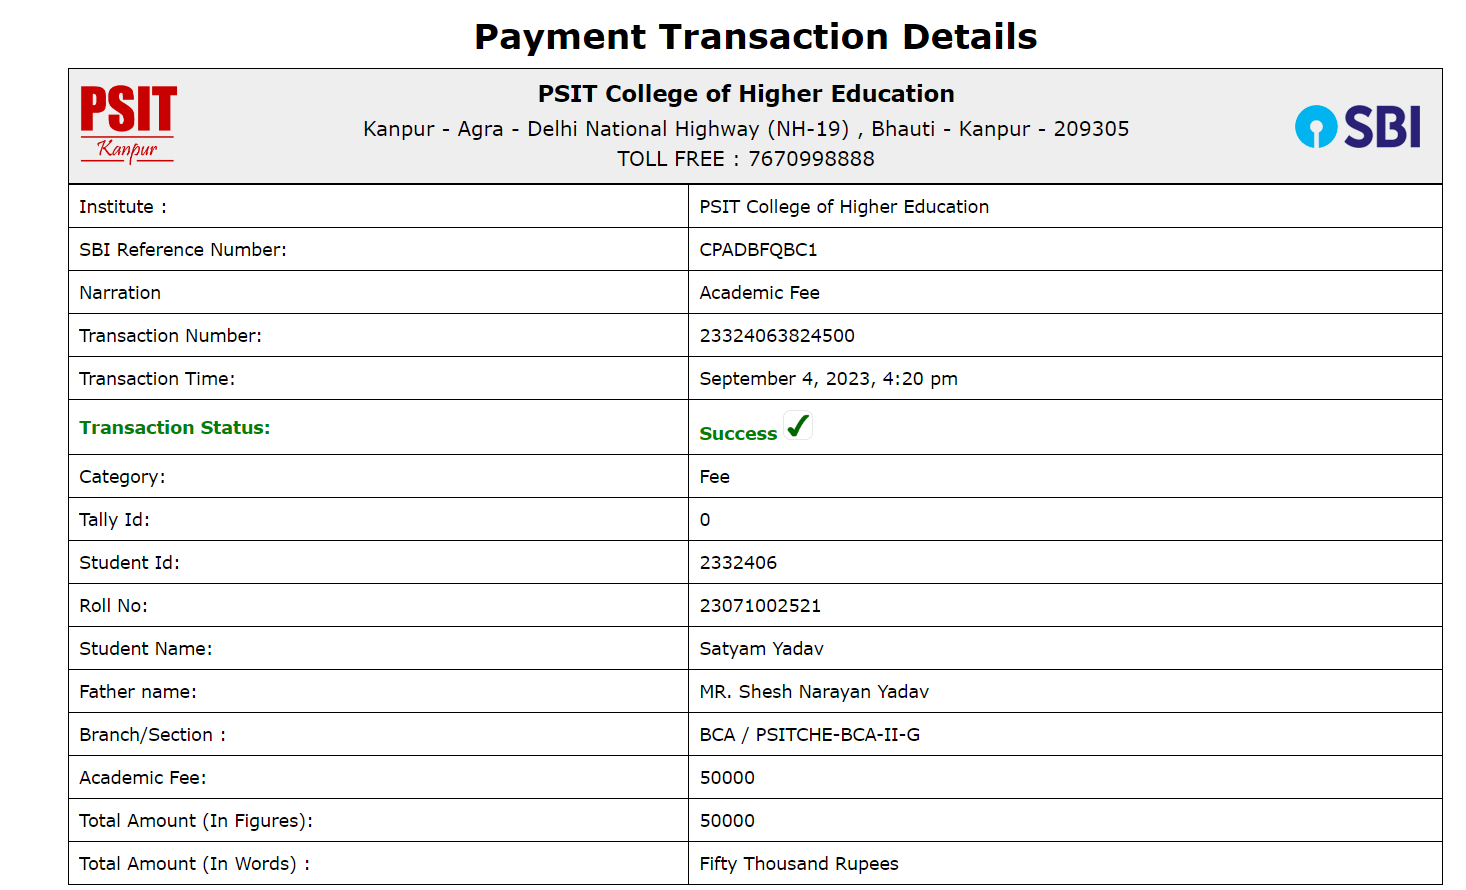 Payment Transaction Details
PSIT
Kanpur
PSIT College of Higher Education
Kanpur - Agra - Delhi National Highway (NH-19) , Bhauti - Kanpur - 209305
TOLL FREE : 7670998888
SBI
Institute : PSIT College of Higher Education
SBI Reference Number: CPADBFQBC1
Narration Academic Fee
Transaction Number: 23324063824500
Transaction Time: September 4, 2023, 4:20 pm
Transaction Status: Success
Category: Fee
Tally Id: 0
Student Id: 2332406
Roll No: 23071002521
Student Name: Satyam Yadav
Father name: MR. Shesh Narayan Yadav
Branch/Section : BCA / PSITCHE-BCA-II-G
Academic Fee: 50000
Total Amount (In Figures): 50000
Total Amount (In Words) : Fifty Thousand Rupees